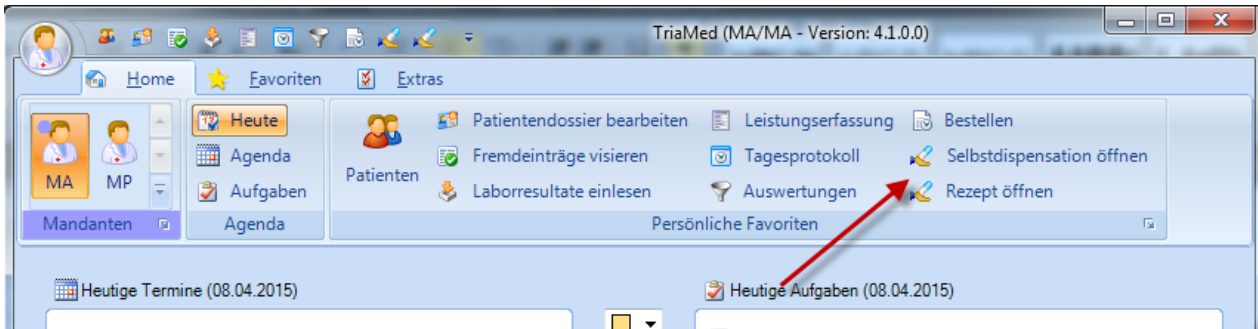 TriaMed (MA/MA - Version: 4.1.0.0)
Home Favoriten Extras
Heute Patientendossier bearbeiten Leistungserfassung Bestellen
Agenda Fremdeinträge visieren Tagesprotokoll Selbstdispensation öffnen
MA MP Aufgaben Patienten Laborresultate einlesen Auswertungen Rezept öffnen
Mandanten Agenda Persönliche Favoriten
Heutige Termine (08.04.2015) Heutige Aufgaben (08.04.2015)